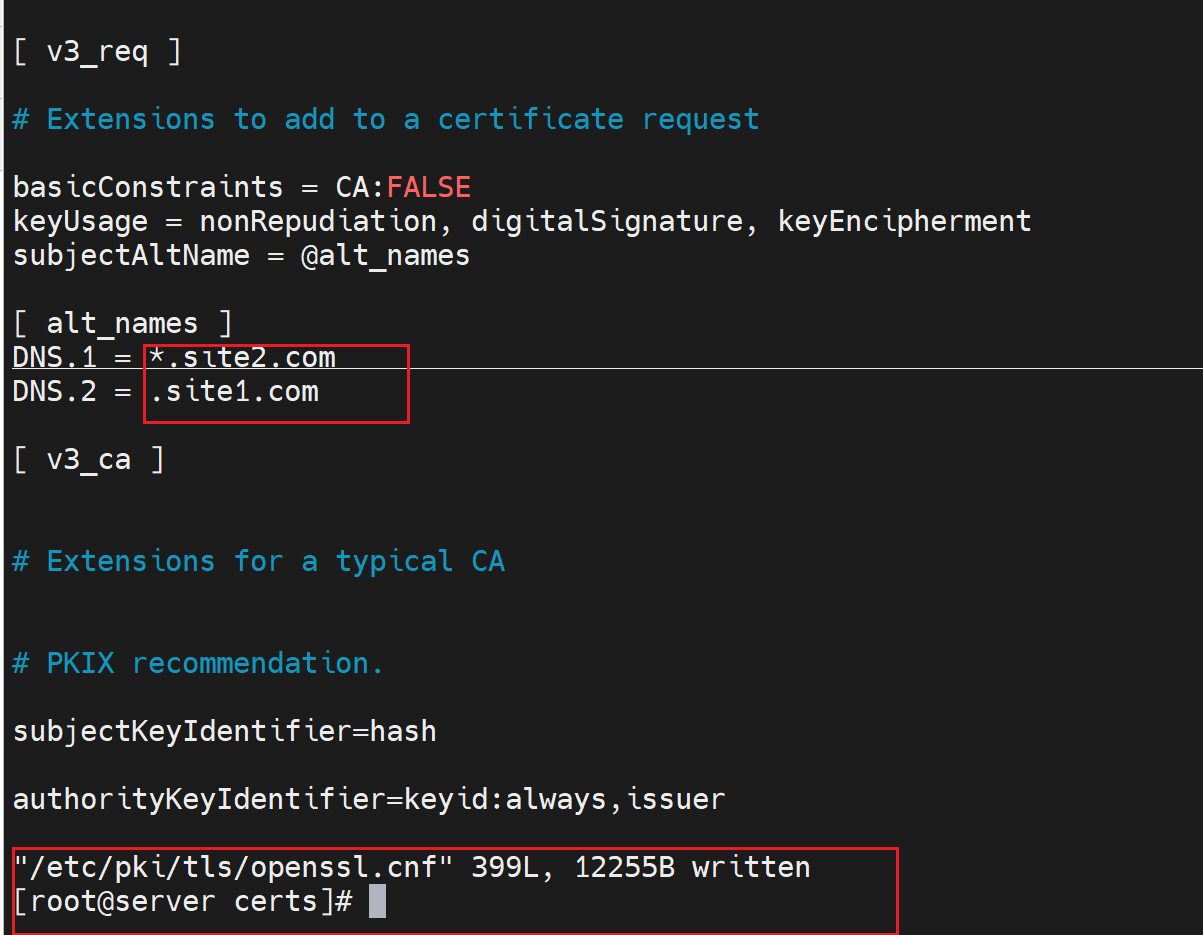 [ v3_req ]
# Extensions to add to a certificate request
basicConstraints = CA:FALSE
keyUsage = nonRepudiation, digitalSignature, keyEncipherment
subjectAltName = @alt_names
[ alt_names ]
DNS.1 = *.site2.com
DNS.2 = .site1.com
[ v3_ca ]
# Extensions for a typical CA
# PKIX recommendation.
subjectKeyIdentifier=hash
authorityKeyIdentifier=keyid:always,issuer
"/etc/pki/tls/openssl.cnf" 399L, 12255B written
[root@server certs]#